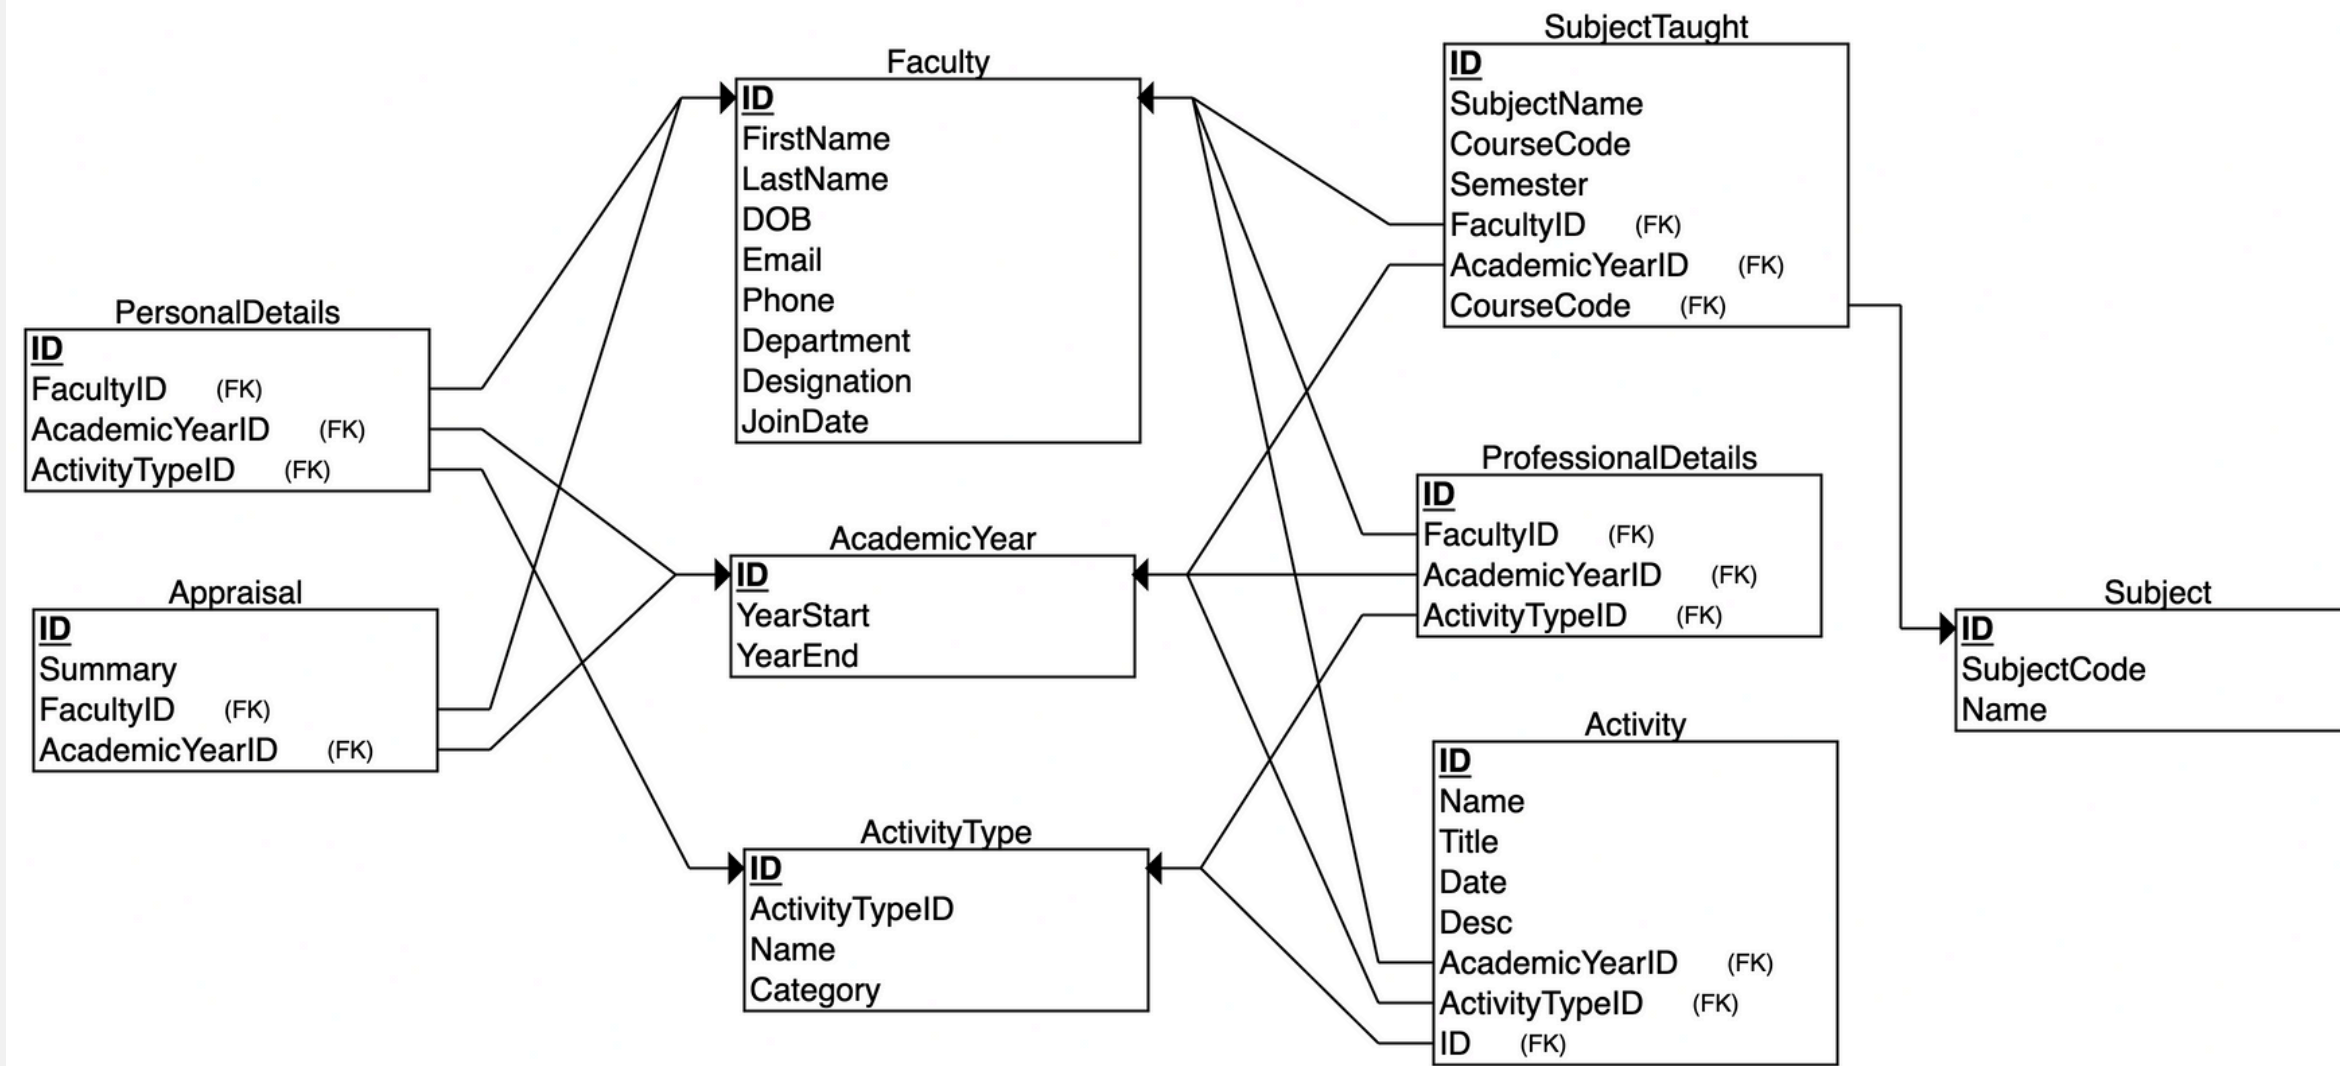 PersonalDetails
ID
FacultyID (FK)
AcademicYearID (FK)
ActivityTypeID (FK)
Appraisal
ID
Summary
FacultyID (FK)
AcademicYearID (FK)
Faculty
ID
FirstName
LastName
DOB
Email
Phone
Department
Designation
JoinDate
AcademicYear
ID
YearStart
YearEnd
ActivityType
ID
ActivityTypeID
Name
Category
SubjectTaught
ID
SubjectName
CourseCode
Semester
FacultyID (FK)
AcademicYearID (FK)
CourseCode (FK)
ProfessionalDetails
ID
FacultyID (FK)
AcademicYearID (FK)
ActivityTypeID (FK)
Activity
ID
Name
Title
Date
Desc
AcademicYearID (FK)
ActivityTypeID (FK)
ID (FK)
Subject
ID
SubjectCode
Name